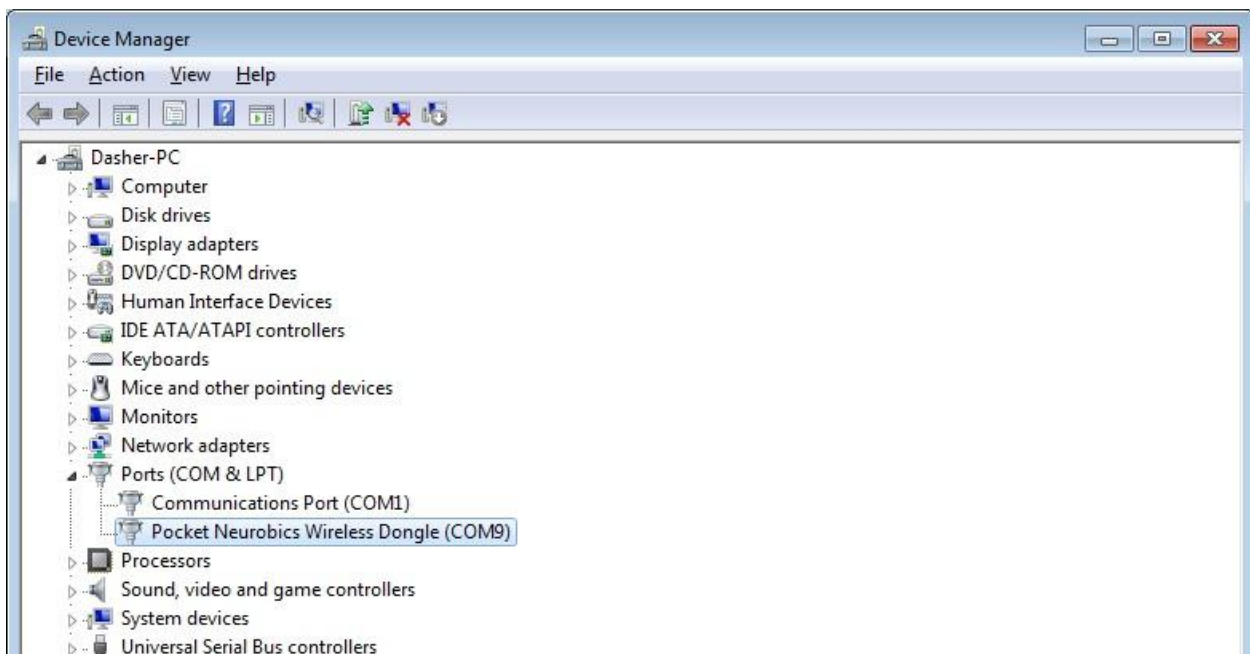 Device Manager
File Action View Help
Dasher-PC
Computer
Disk drives
Display adapters
DVD/CD-ROM drives
Human Interface Devices
IDE ATA/ATAPI controllers
Keyboards
Mice and other pointing devices
Monitors
Network adapters
Ports (COM & LPT)
Communications Port (COM1)
Pocket Neurobics Wireless Dongle (COM9)
Processors
Sound, video and game controllers
System devices
Universal Serial Bus controllers